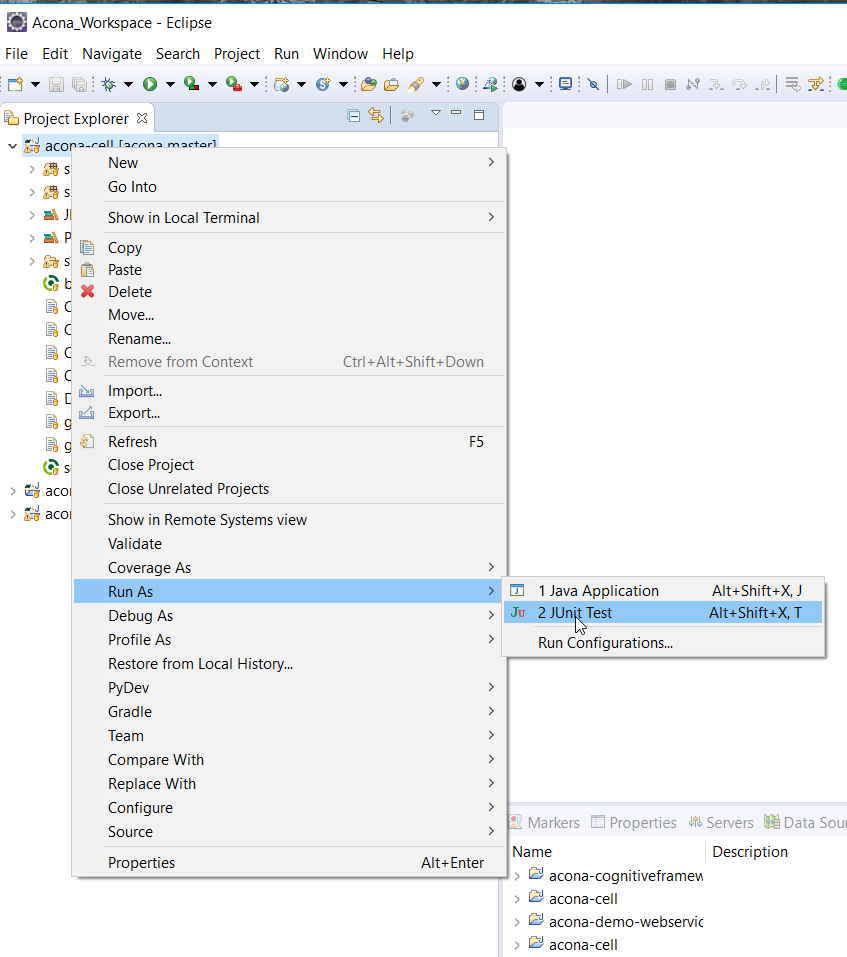 Acona_Workspace - Eclipse
File Edit Navigate Search Project Run Window Help
Project Explorer
acona-cell [acona master]
New
Go Into
Show in Local Terminal
Copy
Paste
Delete
Move...
Rename...
Remove from Context Ctrl+Alt+Shift+Down
Import...
Export...
Refresh F5
Close Project
Close Unrelated Projects
Show in Remote Systems view
Validate
Coverage As
Run As
Debug As
Profile As
Restore from Local History...
PyDev
Gradle
Team
Compare With
Replace With
Configure
Source
Properties Alt+Enter
1 Java Application Alt+Shift+X, J
Ju 2 JUnit Test Alt+Shift+X, T
Run Configurations...
Markers Properties Servers Data Sou
Name Description
acona-cognitiveframew
acona-cell
acona-demo-webservic
acona-cell